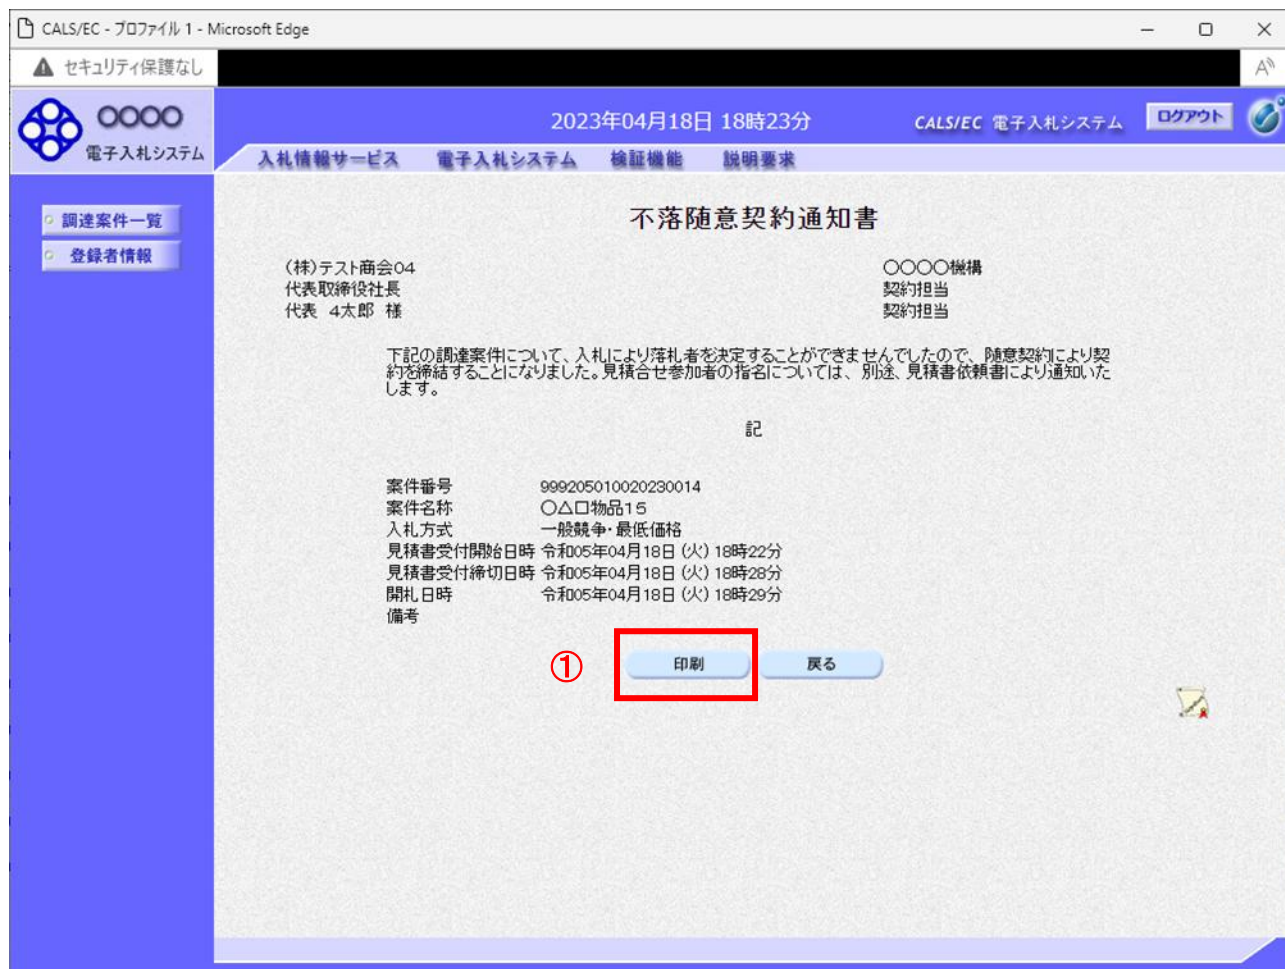 CALS/EC - プロファイル 1 - Microsoft Edge
セキュリティ保護なし
〇〇〇〇
電子入札システム
2023年04月18日 18時23分
CALS/EC 電子入札システム
ログアウト
入札情報サービス 電子入札システム 検証機能 説明要求
調達案件一覧
登録者情報
不落随意契約通知書
(株)テスト商会04
代表取締役社長
代表 4太郎 様
〇〇〇〇機構
契約担当
契約担当
下記の調達案件について、入札により落札者を決定することができませんでしたので、随意契約により契
約を締結することになりました。見積合せ参加者の指名については、別途、見積書依頼書により通知いた
します。
記
案件番号 999205010020230014
案件名称 〇△口物品15
入札方式 一般競争・最低価格
見積書受付開始日時 令和05年04月18日(火) 18時22分
見積書受付締切日時 令和05年04月18日(火) 18時28分
開札日時 令和05年04月18日(火) 18時29分
備考
① 印刷 戻る